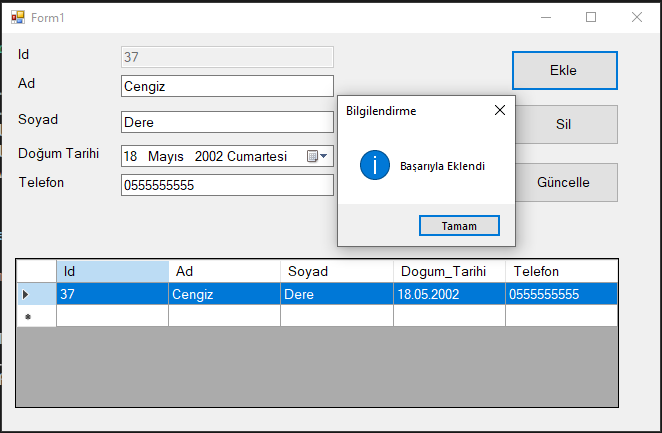 Form1
Id 37
Ad Cengiz
Soyad Dere
Doğum Tarihi 18 Mayıs 2002 Cumartesi
Telefon 0555555555
Ekle
Sil
Güncelle
Bilgilendirme
Başarıyla Eklendi
Tamam
Id Ad Soyad Dogum_Tarihi Telefon
37 Cengiz Dere 18.05.2002 0555555555